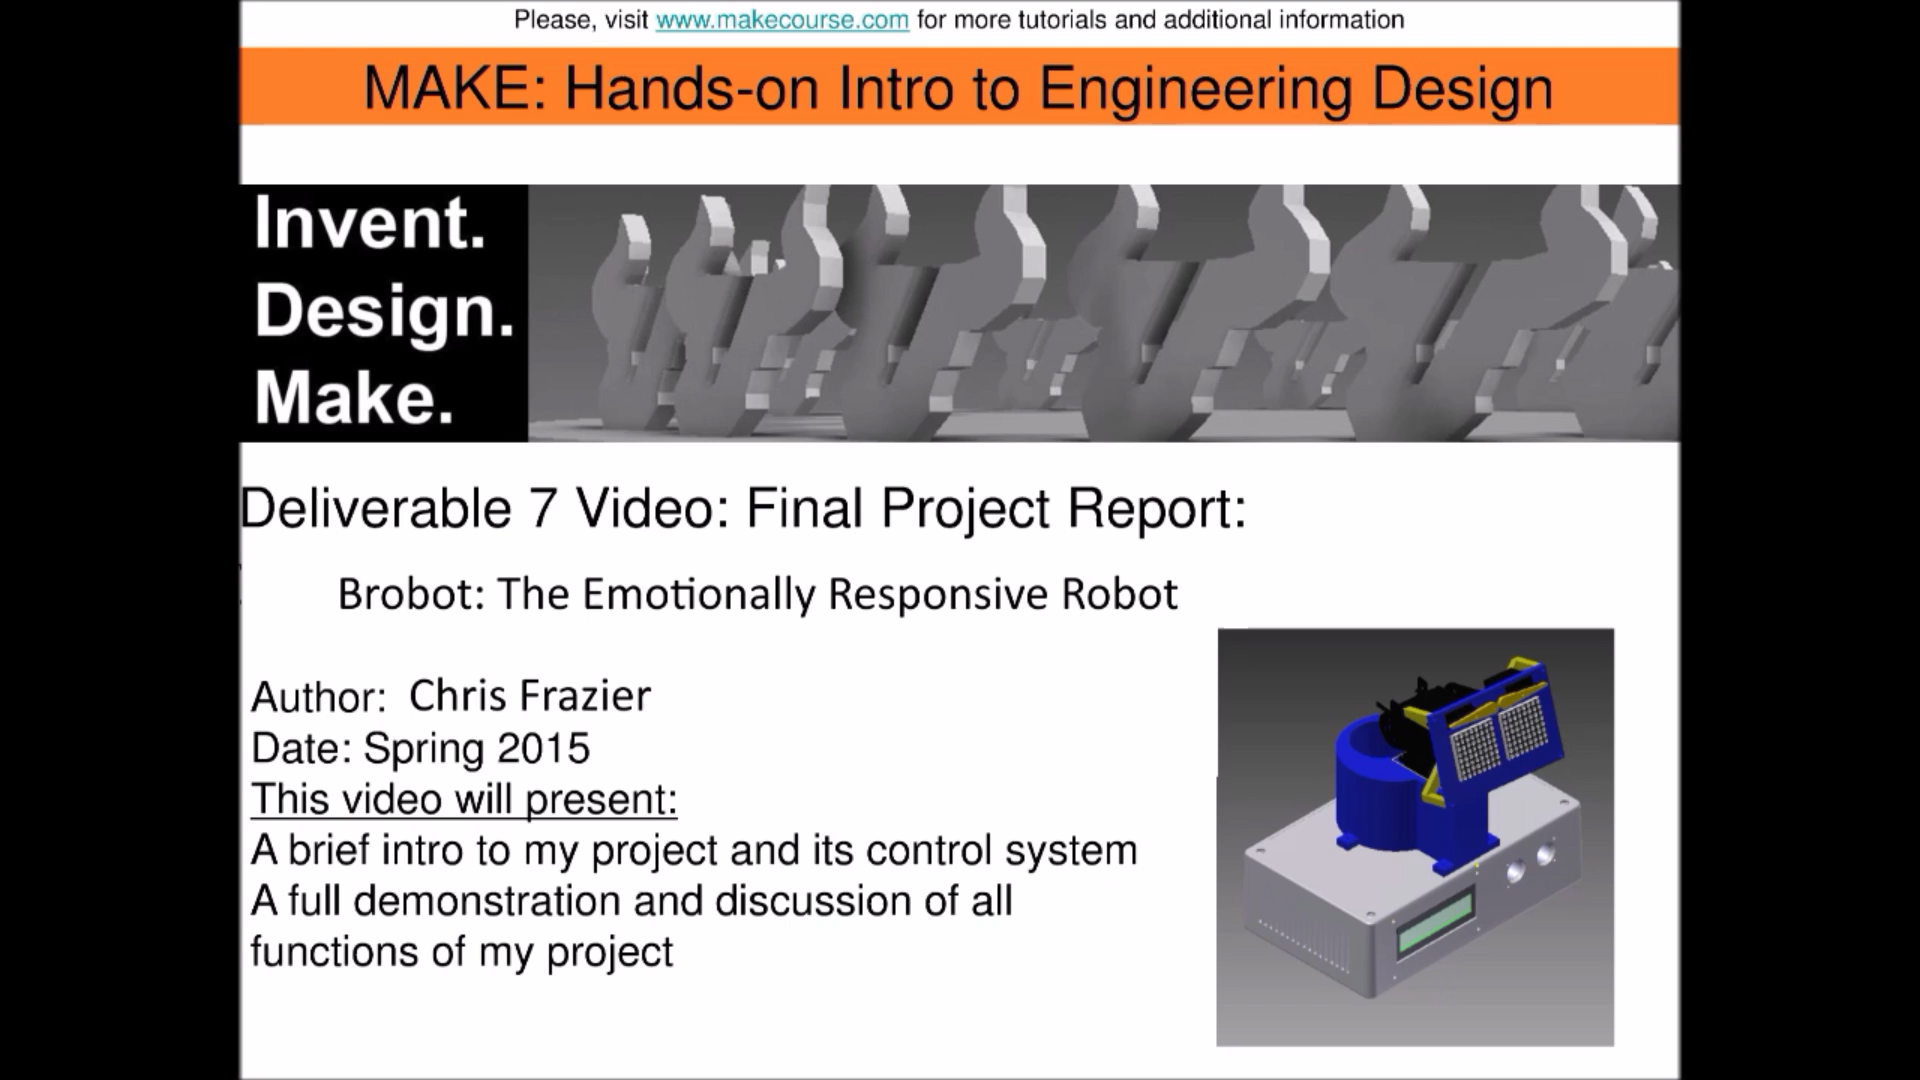 Please, visit www.makecourse.com for more tutorials and additional information
MAKE: Hands-on Intro to Engineering Design
Invent.
Design.
Make.
Deliverable 7 Video: Final Project Report:
Brobot: The Emotionally Responsive Robot
Author: Chris Frazier
Date: Spring 2015
This video will present:
A brief intro to my project and its control system
A full demonstration and discussion of all
functions of my project